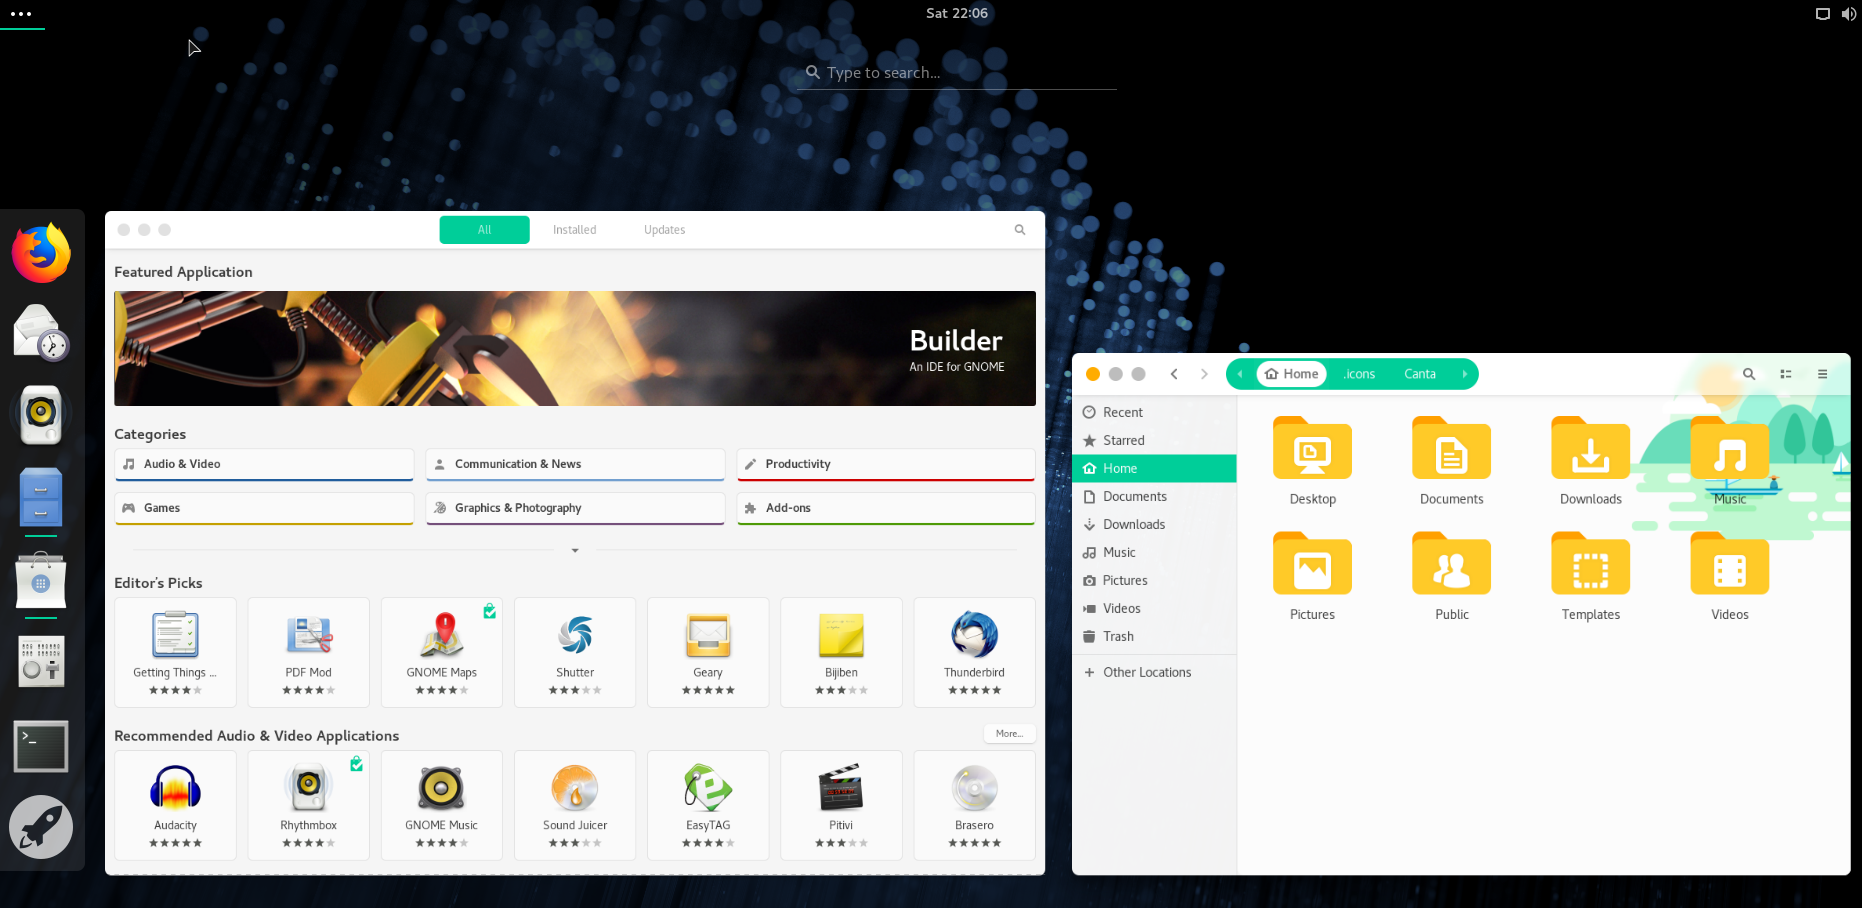 Sat 22:06
Type to search...
All
Installed
Updates
Featured Application
Builder
An IDE for GNOME
Categories
Audio & Video
Communication & News
Productivity
Games
Graphics & Photography
Add-ons
Editor's Picks
Getting Things ...
PDF Mod
GNOME Maps
Shutter
Geary
Bijiben
Thunderbird
Recommended Audio & Video Applications
More...
Audacity
Rhythmbox
GNOME Music
Sound Juicer
EasyTAG
Pitivi
Brasero
Home
.icons
Canta
Recent
Starred
Home
Documents
Downloads
Music
Pictures
Videos
Trash
Other Locations
Desktop
Documents
Downloads
Music
Pictures
Public
Templates
Videos